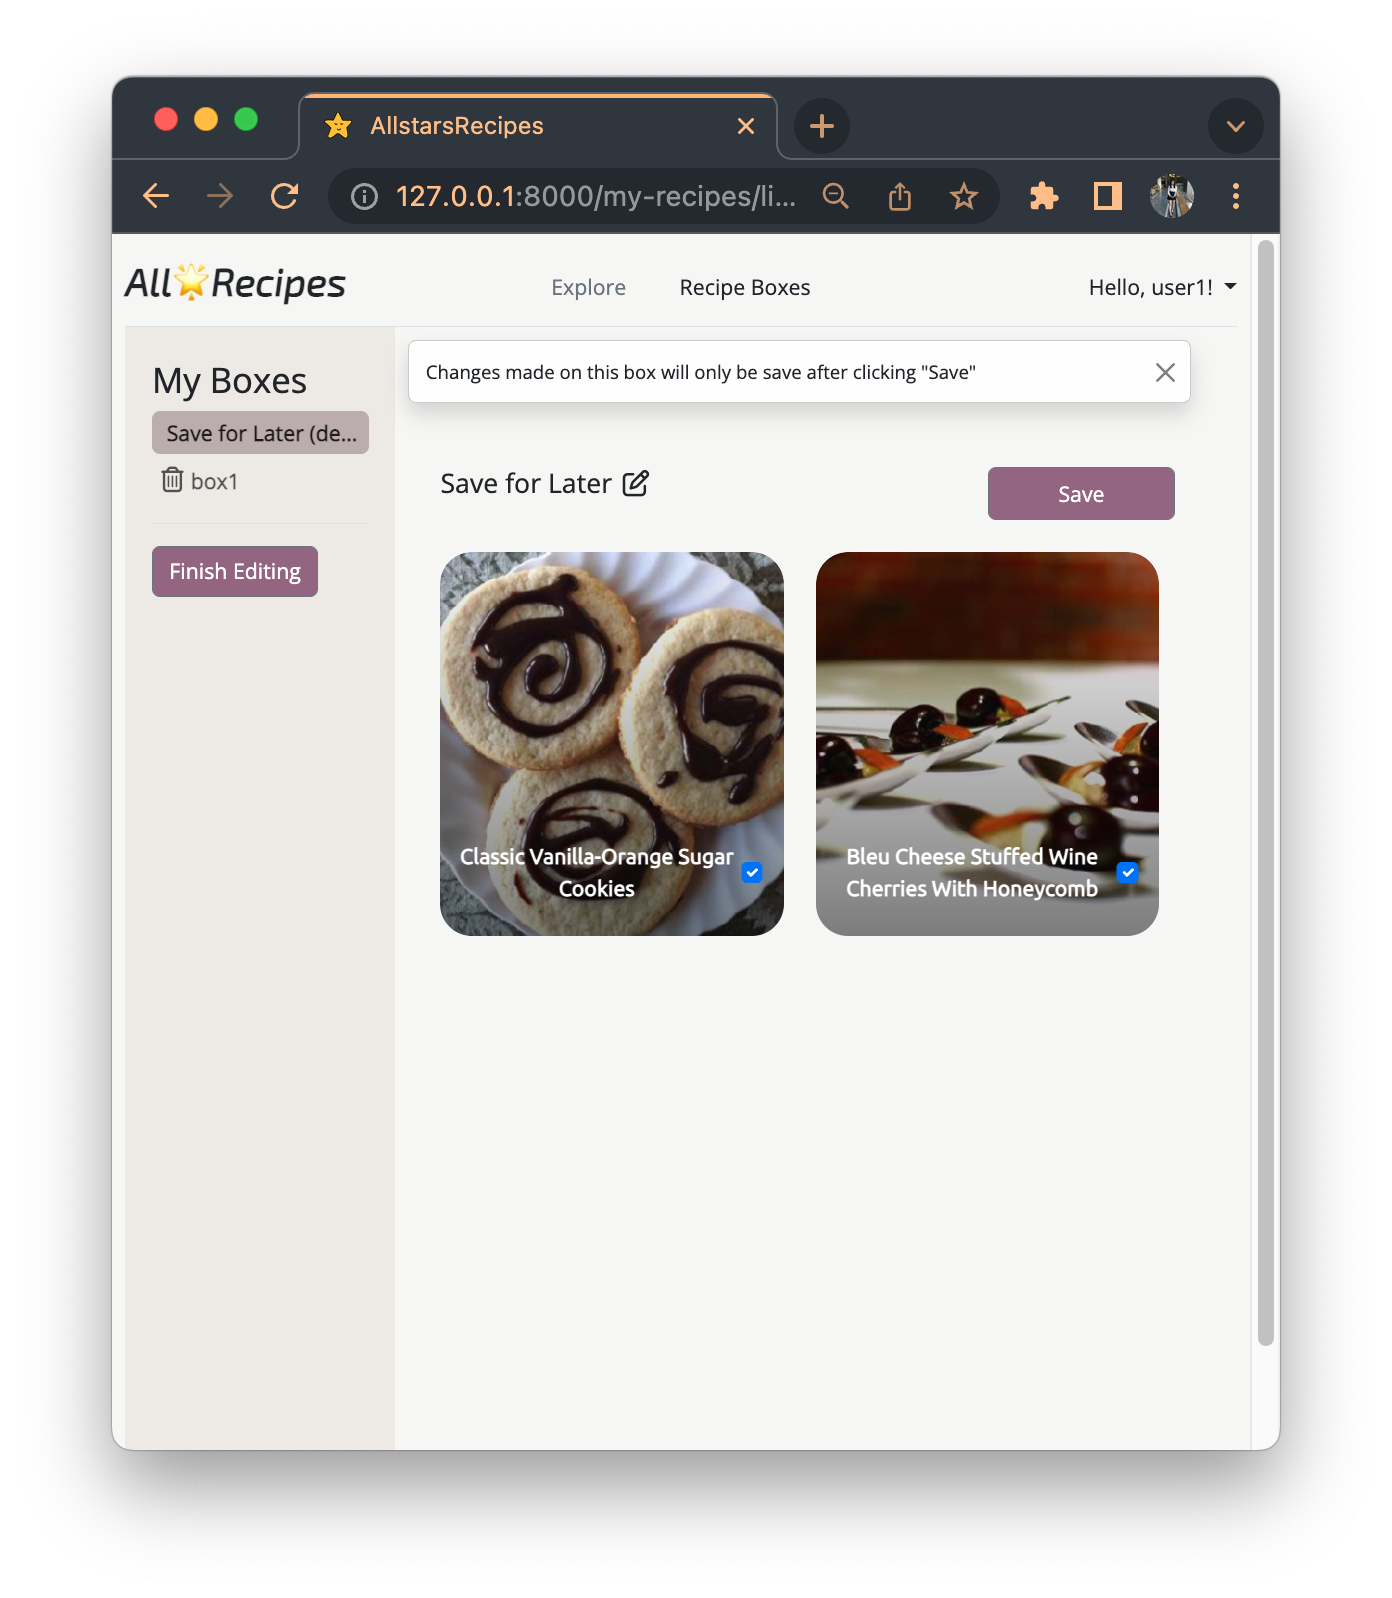 AllstarsRecipes
127.0.0.1:8000/my-recipes/li...
All Recipes
Explore
Recipe Boxes
Hello, user1!
My Boxes
Save for Later (de...
box1
Finish Editing
Changes made on this box will only be save after clicking "Save"
Save for Later
Save
Classic Vanilla-Orange Sugar
Cookies
Bleu Cheese Stuffed Wine
Cherries With Honeycomb